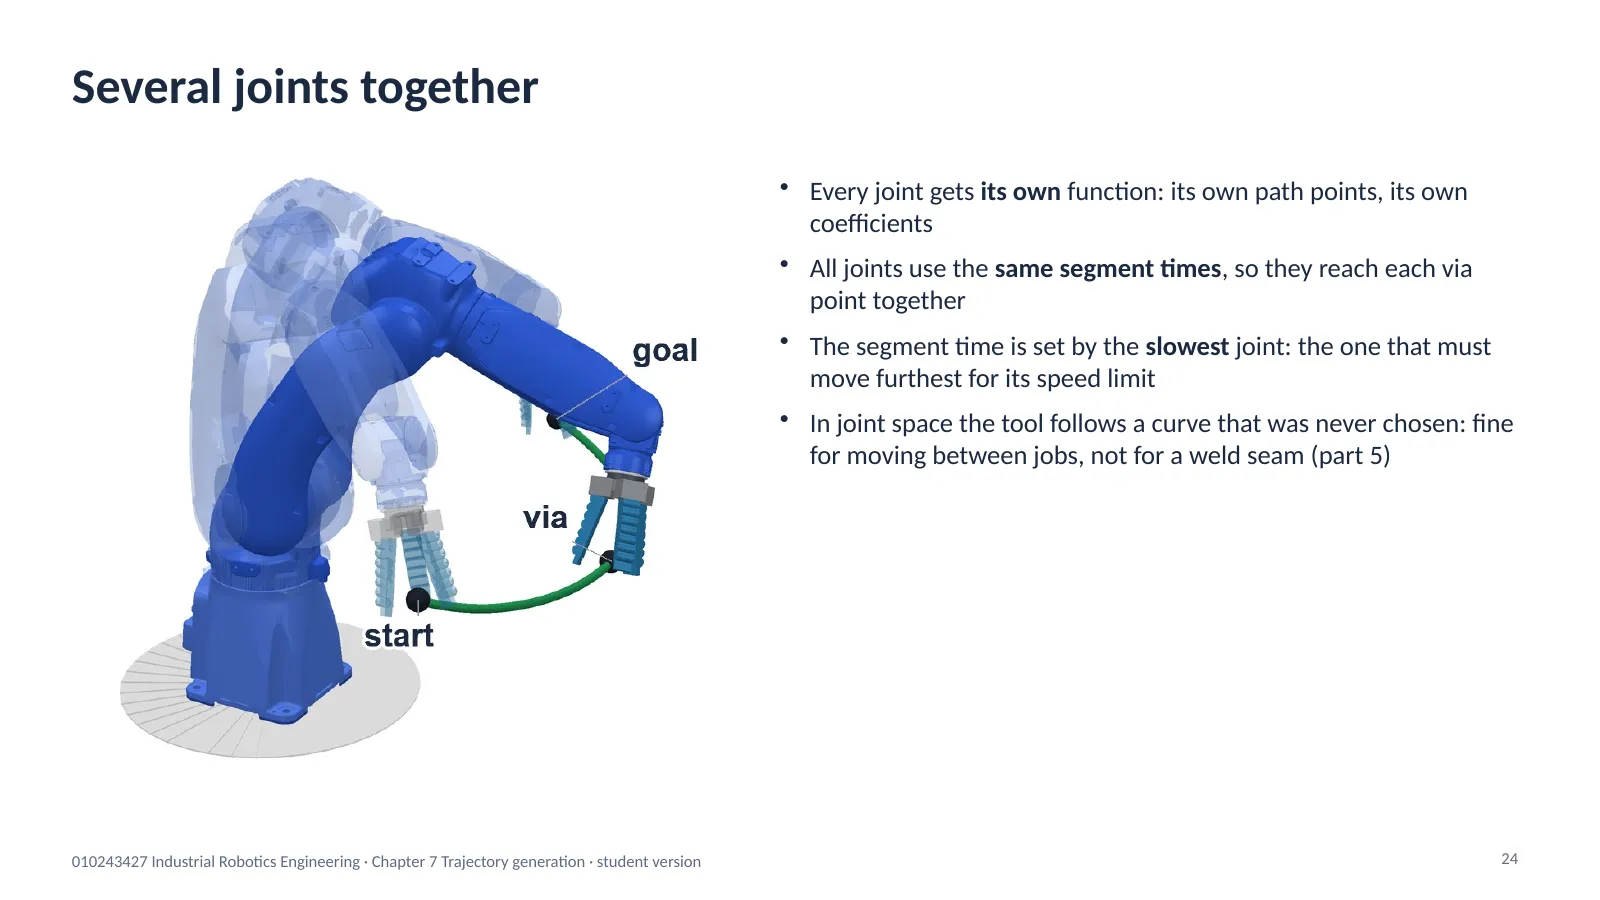 Several joints together
goal
via
start
• Every joint gets its own function: its own path points, its own
coefficients
• All joints use the same segment times, so they reach each via
point together
• The segment time is set by the slowest joint: the one that must
move furthest for its speed limit
• In joint space the tool follows a curve that was never chosen: fine
for moving between jobs, not for a weld seam (part 5)
010243427 Industrial Robotics Engineering · Chapter 7 Trajectory generation · student version
24